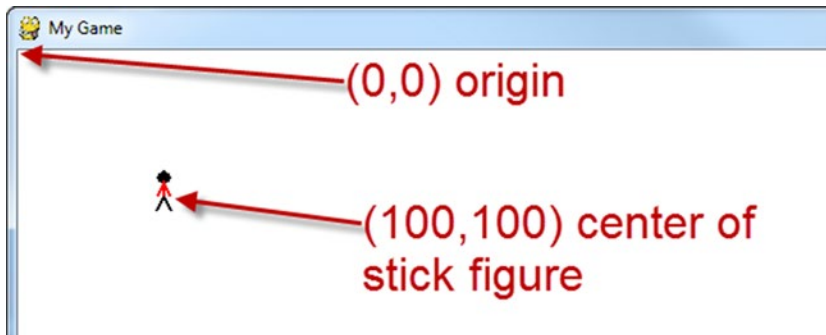 My Game
(0,0) origin
(100,100) center of
stick figure